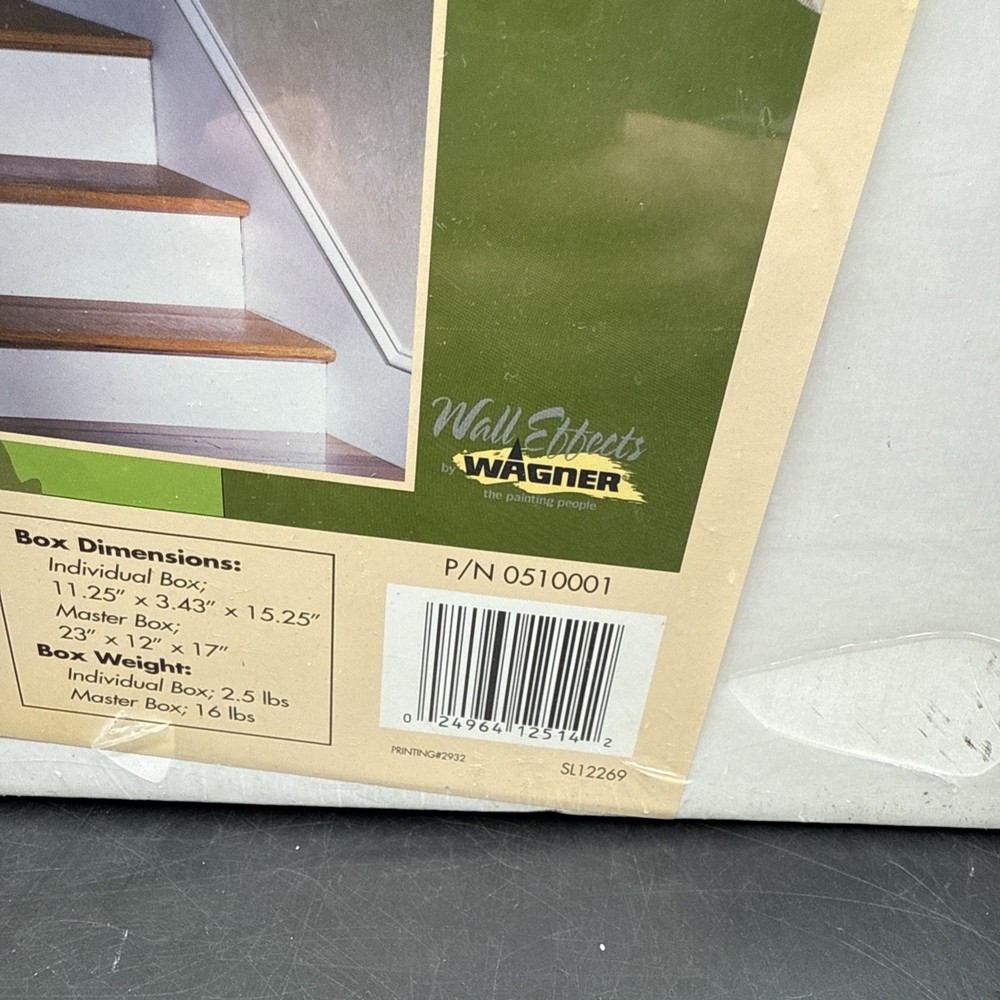 Wall Effects
by WAGNER®
the painting people
Box Dimensions:
Individual Box;
11.25" x 3.43" x 15.25"
Master Box;
23" x 12" x 17"
Box Weight:
Individual Box; 2.5 lbs
Master Box; 16 lbs
P/N 0510001
0 24964 12514 2
PRINTING#2932
SL12269